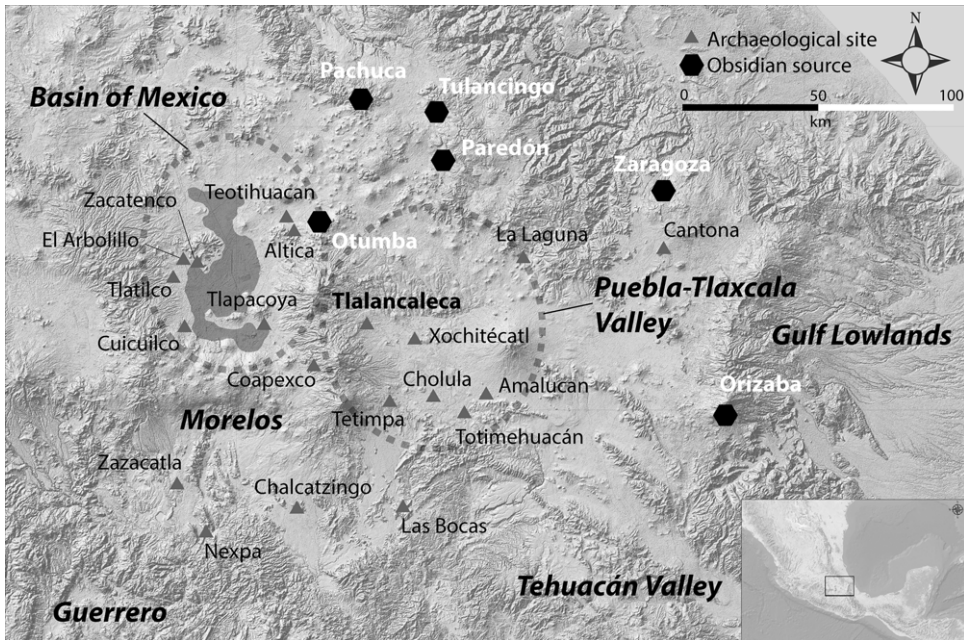 N
Archaeological site
Obsidian source
0 50 100
km
Pachuca
Tulancingo
Basin of Mexico
Paredón
Zaragoza
Teotihuacan
Zacatenco
El Arbolillo
Altica
Otumba
La Laguna
Cantona
Tlatilco
Tlapacoya
Tlalancaleca
Puebla-Tlaxcala
Valley
Cuicuilco
Xochitécatl
Gulf Lowlands
Coapexco
Cholula
Amalucan
Orizaba
Morelos
Tetimpa
Totimehuacán
Zazacatla
Chalcatzingo
Las Bocas
Nexpa
Tehuacán Valley
Guerrero